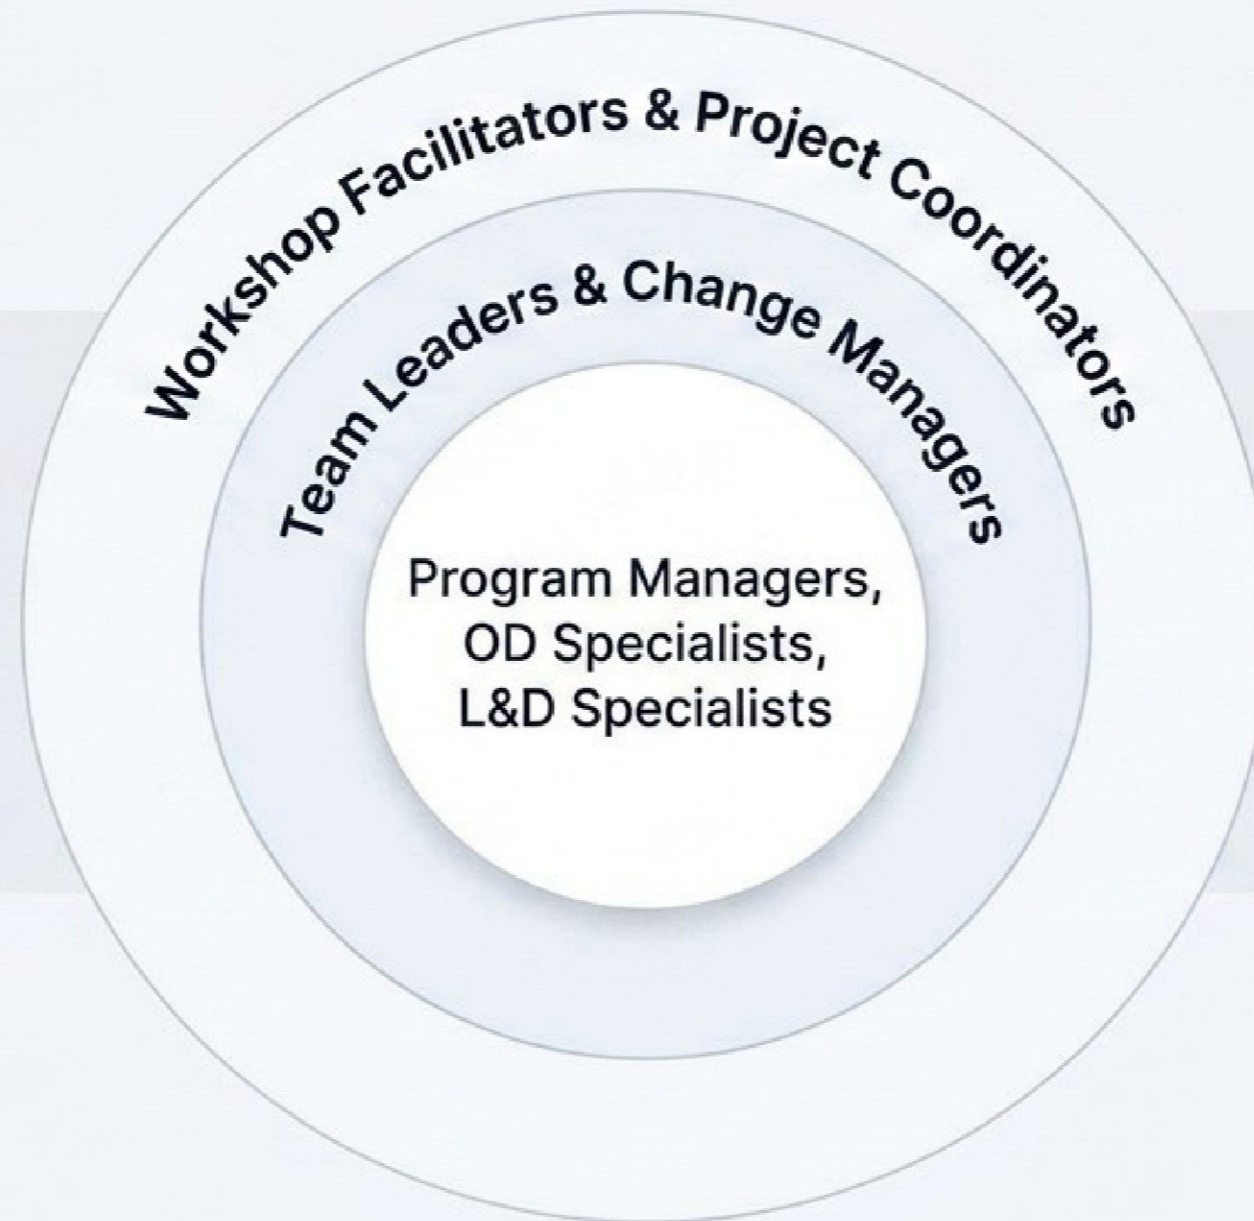 Workshop Facilitators & Project Coordinators
Team Leaders & Change Managers
Program Managers,
OD Specialists,
L&D Specialists